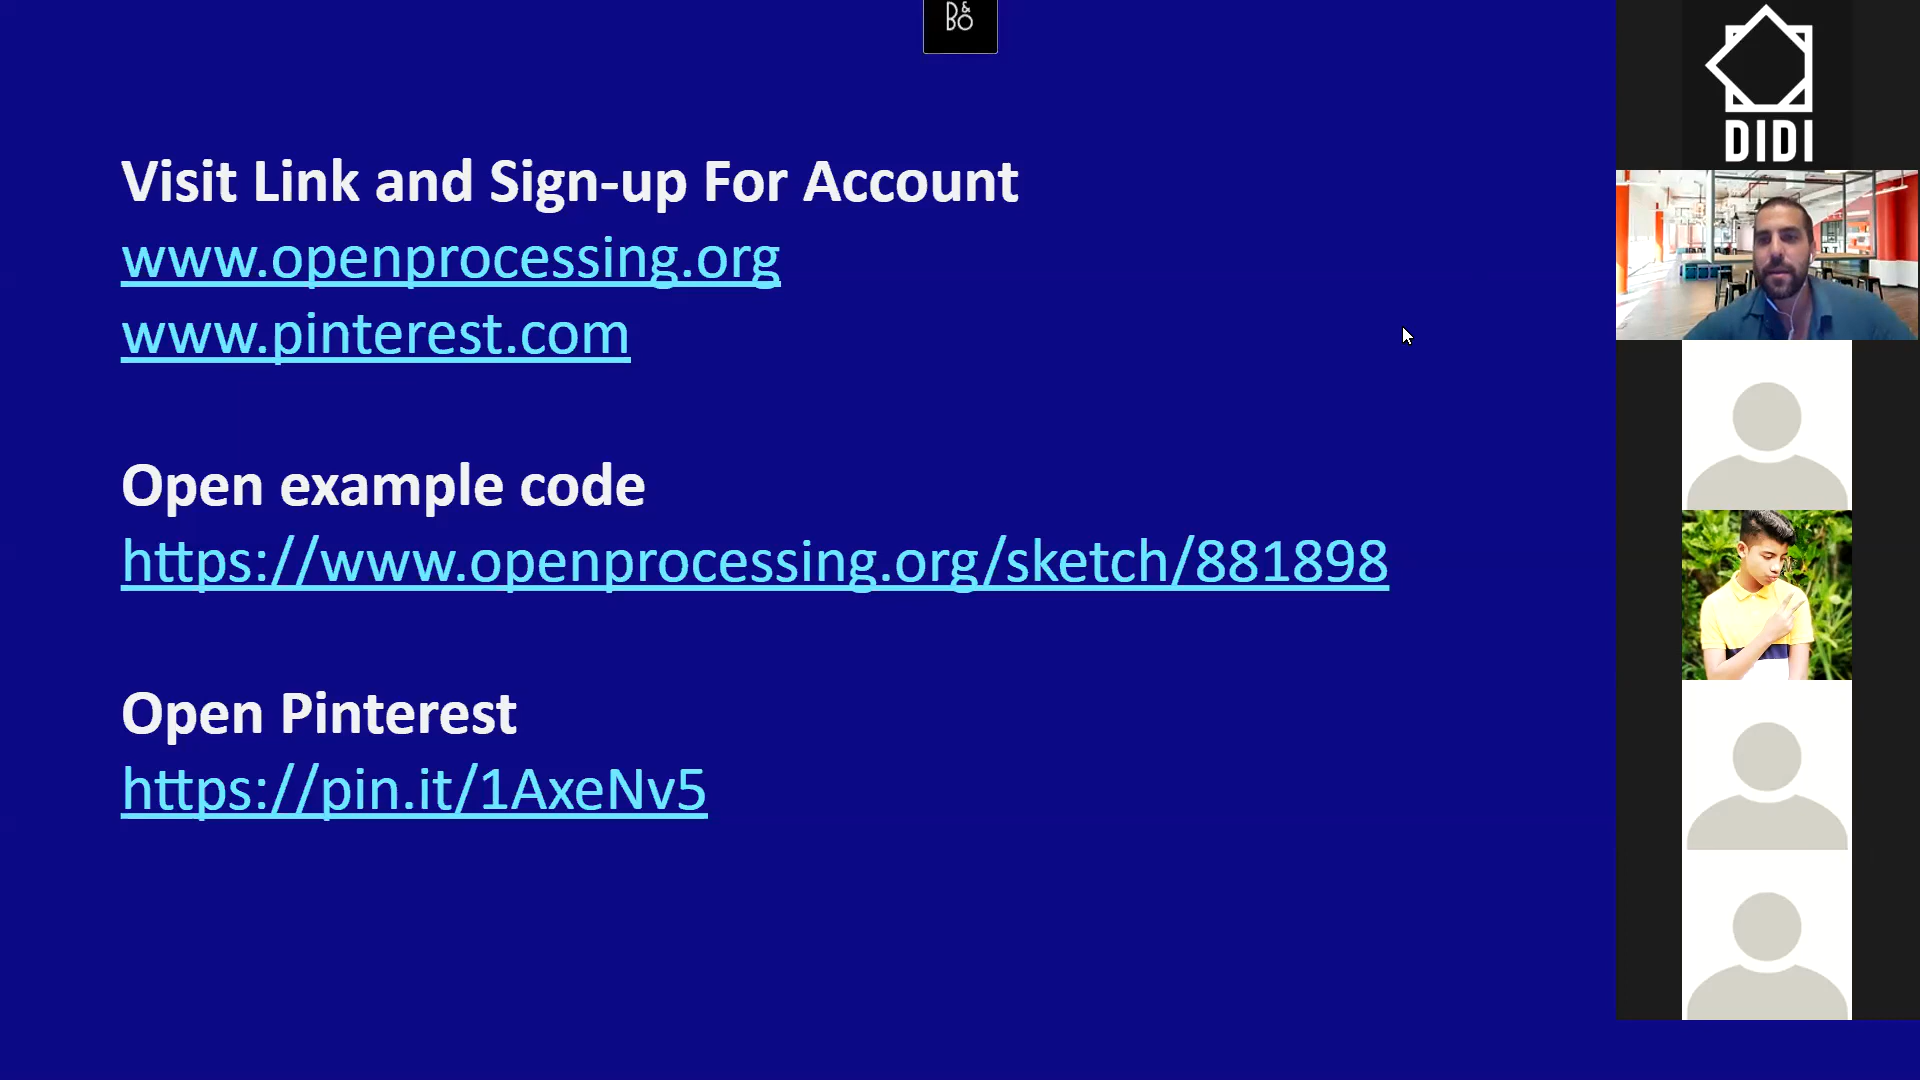 B&O
DIDI
Visit Link and Sign-up For Account
www.openprocessing.org
www.pinterest.com
Open example code
https://www.openprocessing.org/sketch/881898
Open Pinterest
https://pin.it/1AxeNv5